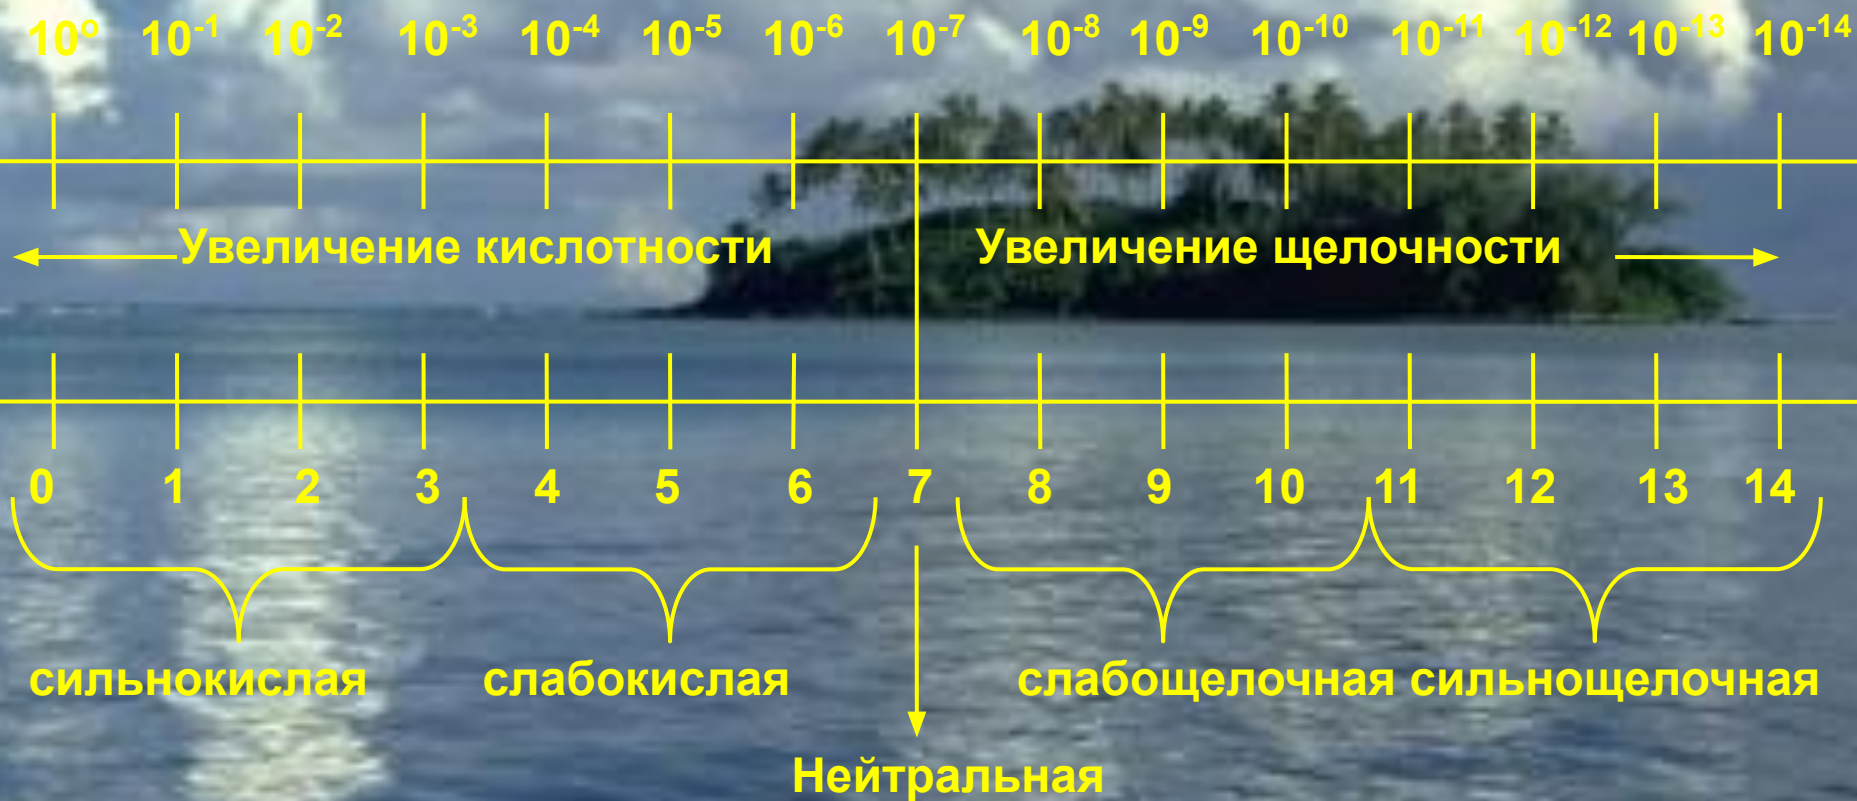 10⁰ 10⁻¹ 10⁻² 10⁻³ 10⁻⁴ 10⁻⁵ 10⁻⁶ 10⁻⁷ 10⁻⁸ 10⁻⁹ 10⁻¹⁰ 10⁻¹¹ 10⁻¹² 10⁻¹³ 10⁻¹⁴
Увеличение кислотности Увеличение щелочности
0 1 2 3 4 5 6 7 8 9 10 11 12 13 14
сильнокислая слабокислая слабощелочная сильнощелочная
Нейтральная